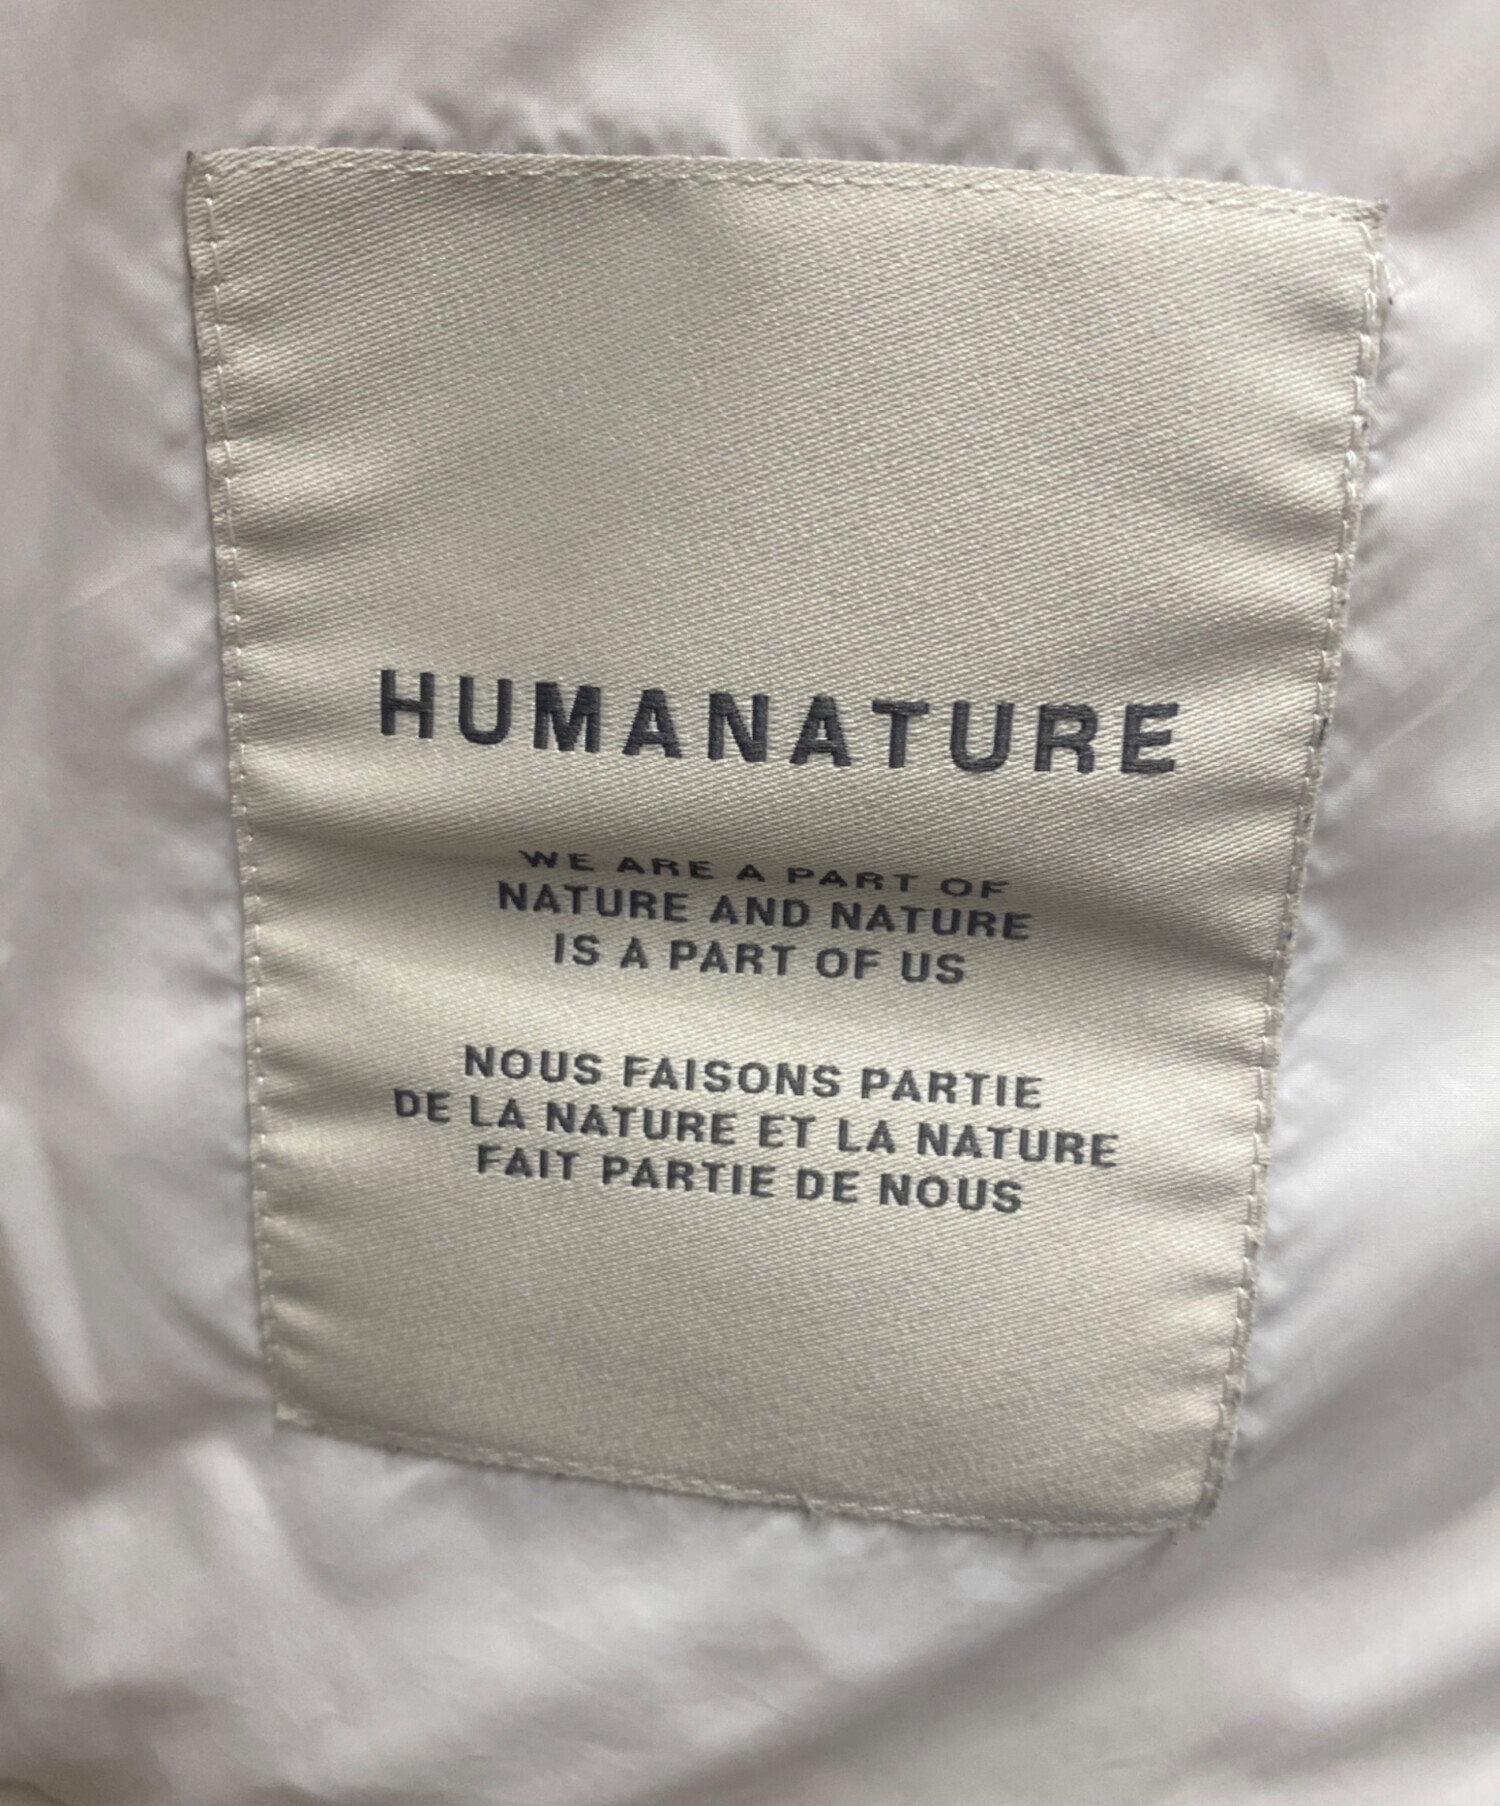 HUMANATURE
WE ARE A PART OF
NATURE AND NATURE
IS A PART OF US
NOUS FAISONS PARTIE
DE LA NATURE ET LA NATURE
FAIT PARTIE DE NOUS